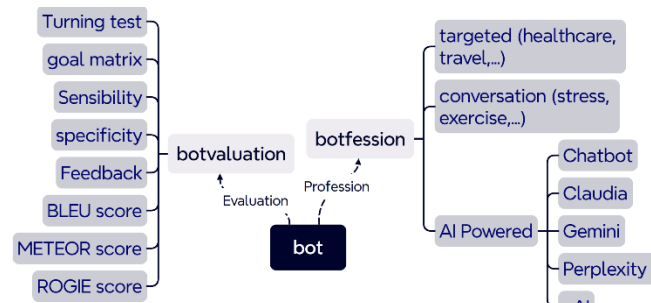 Turning test
goal matrix
Sensibility
specificity
Feedback
BLEU score
METEOR score
ROGIE score
botvaluation
Evaluation
bot
Profession
botfession
targeted (healthcare,
travel,...)
conversation (stress,
exercise,...)
AI Powered
Chatbot
Claudia
Gemini
Perplexity